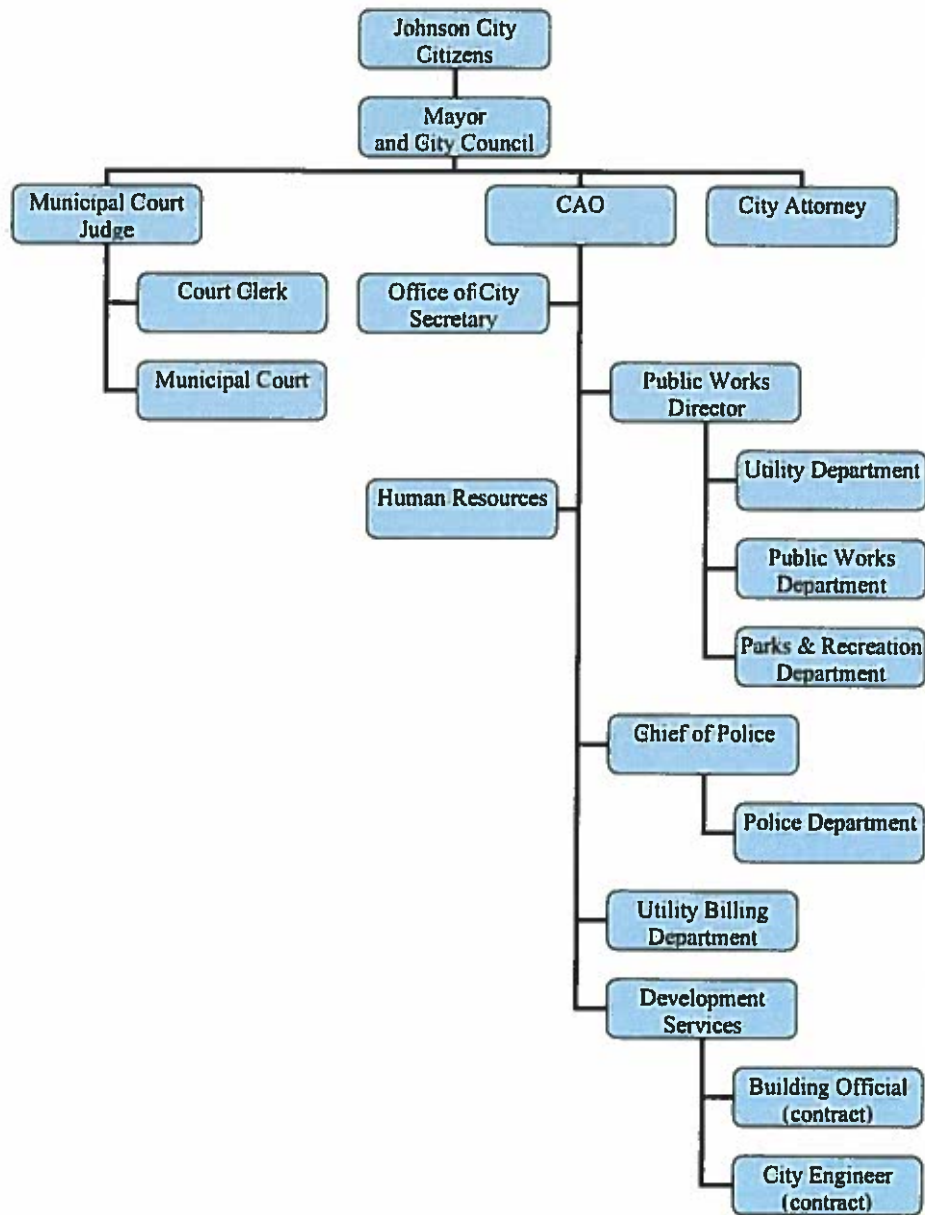 Johnson City
Citizens
Mayor
and City Council
Municipal Court
Judge
CAO
City Attorney
Court Clerk
Office of City
Secretary
Municipal Court
Public Works
Director
Utility Department
Human Resources
Public Works
Department
Parks & Recreation
Department
Chief of Police
Police Department
Utility Billing
Department
Development
Services
Building Official
(contract)
City Engineer
(contract)